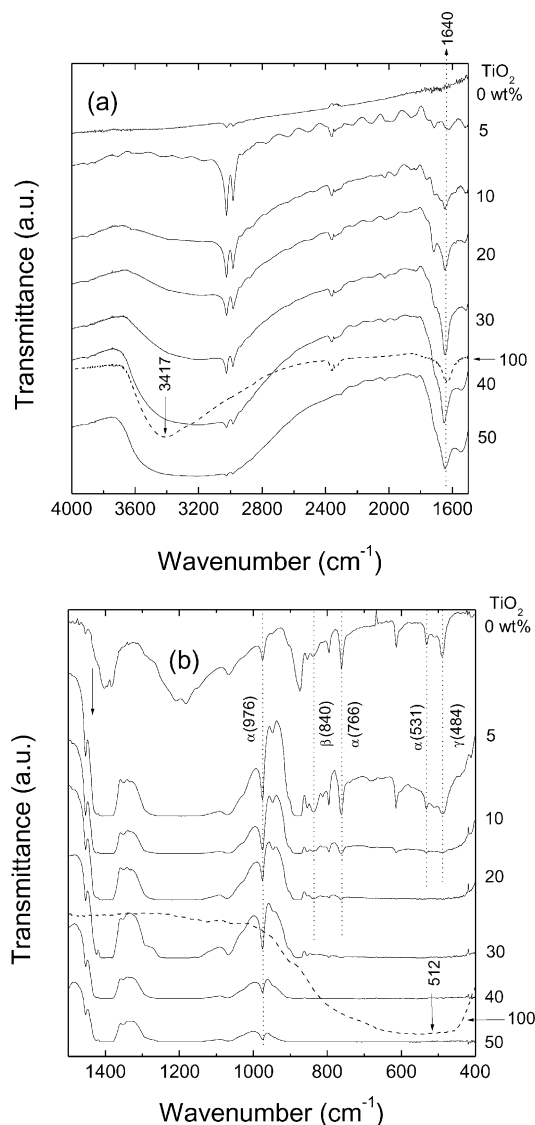 1640
TiO2
0 wt%
(a)
5
10
20
30
3417
100
40
50
Transmittance (a.u.)
4000 3600 3200 2800 2400 2000 1600
Wavenumber (cm-1)
TiO2
0 wt%
(b)
α(976)
β(840)
α(766)
α(531)
γ(484)
5
10
20
30
512
40
100
50
Transmittance (a.u.)
1400 1200 1000 800 600 400
Wavenumber (cm-1)